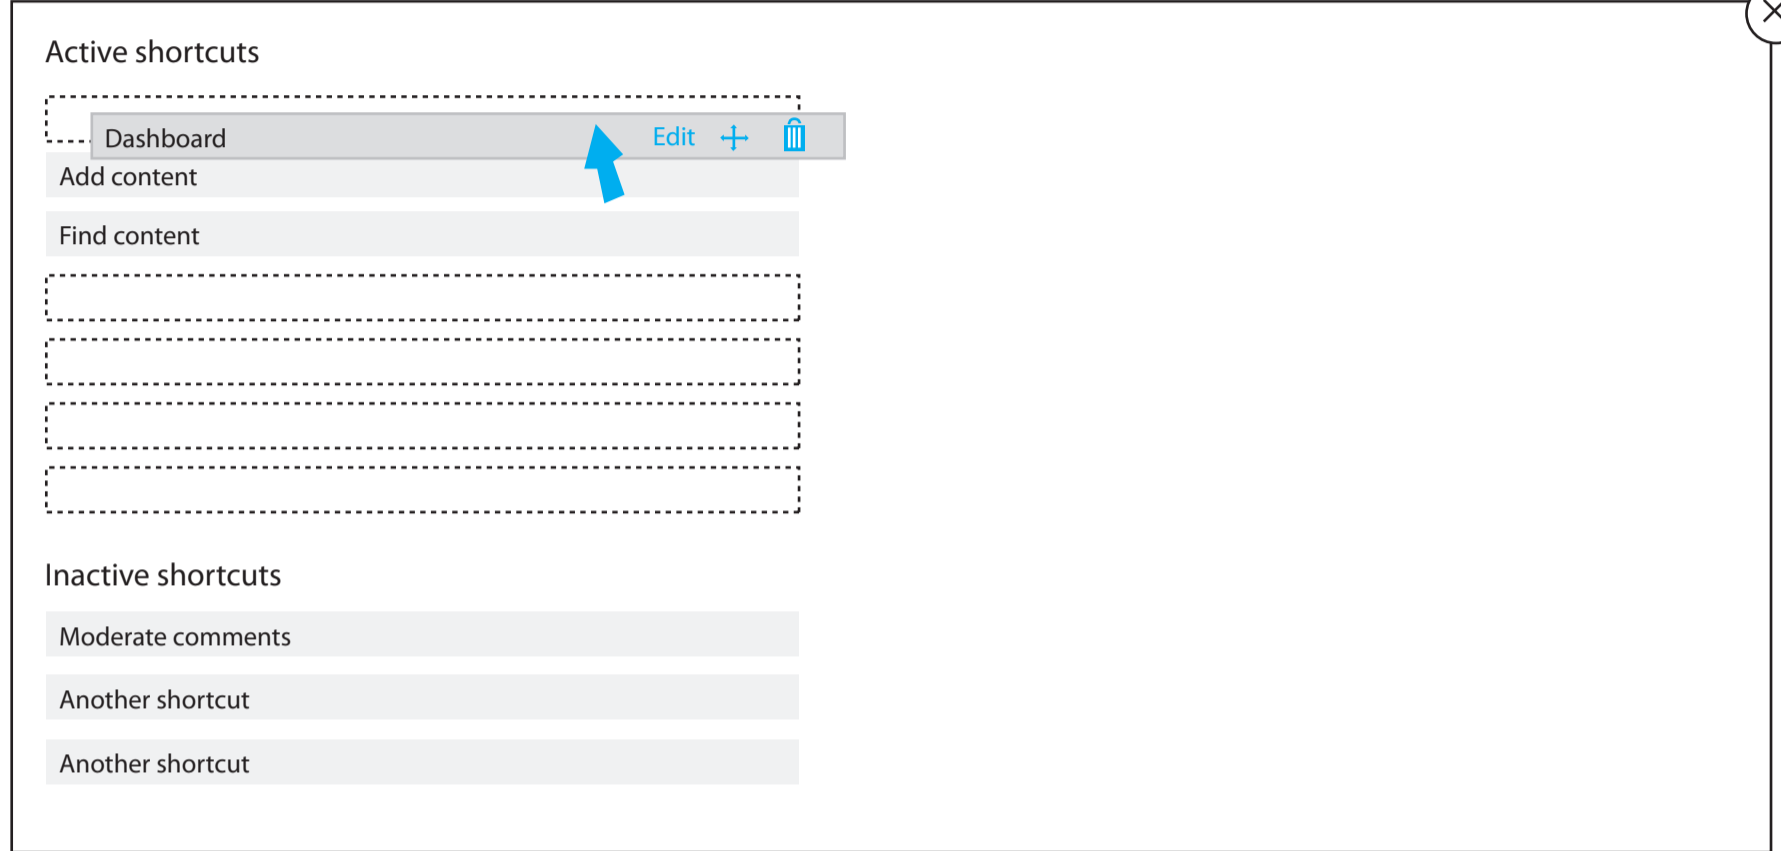 Active shortcuts
Dashboard Edit
Add content
Find content
Inactive shortcuts
Moderate comments
Another shortcut
Another shortcut